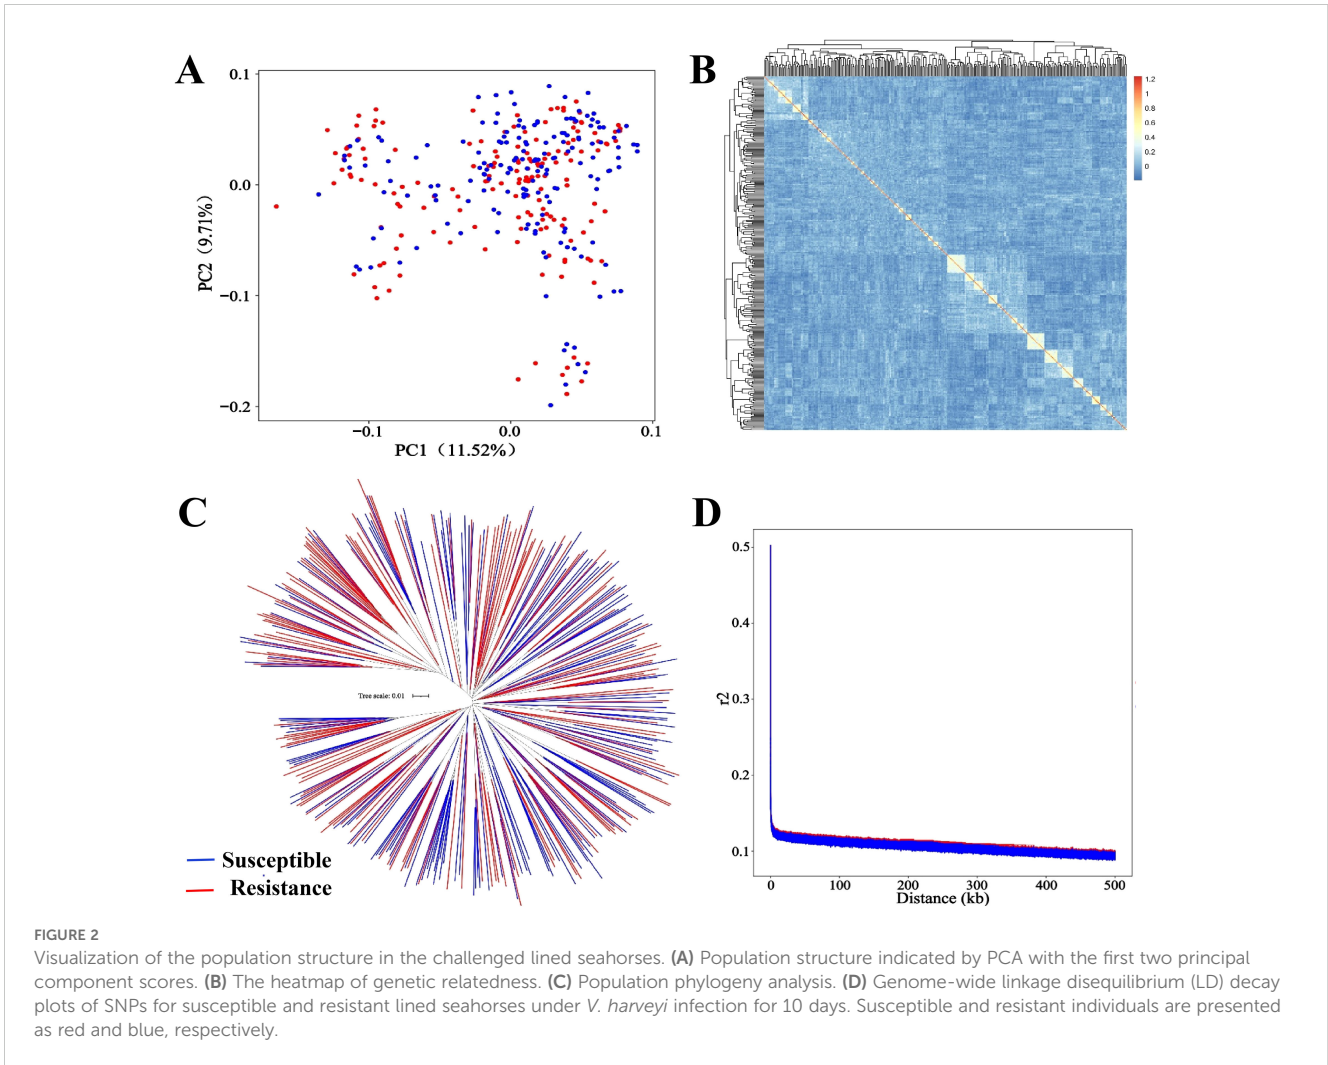 A
0.1
0.0
−0.1
−0.2
PC2 (9.71%)
−0.1
0.0
0.1
PC1 (11.52%)
B
1.2
1
0.8
0.6
0.4
0.2
0
C
Tree scale: 0.01
Susceptible
Resistance
D
0.5
0.4
0.3
0.2
0.1
r2
0
100
200
300
400
500
Distance (kb)
FIGURE 2
Visualization of the population structure in the challenged lined seahorses. (A) Population structure indicated by PCA with the first two principal
component scores. (B) The heatmap of genetic relatedness. (C) Population phylogeny analysis. (D) Genome-wide linkage disequilibrium (LD) decay
plots of SNPs for susceptible and resistant lined seahorses under V. harveyi infection for 10 days. Susceptible and resistant individuals are presented
as red and blue, respectively.